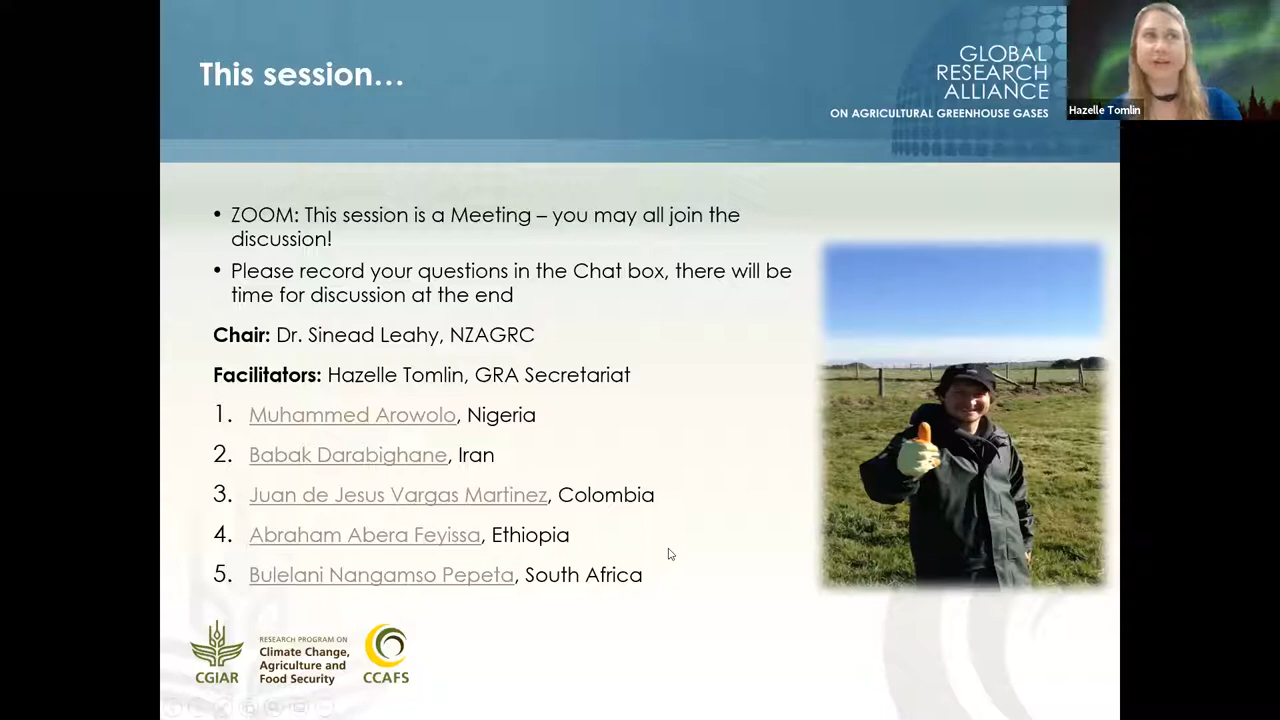 This session…
GLOBAL
RESEARCH
ALLIANCE
ON AGRICULTURAL GREENHOUSE GASES
Hazelle Tomlin
• ZOOM: This session is a Meeting – you may all join the
discussion!
• Please record your questions in the Chat box, there will be
time for discussion at the end
Chair: Dr. Sinead Leahy, NZAGRC
Facilitators: Hazelle Tomlin, GRA Secretariat
1. Muhammed Arowolo, Nigeria
2. Babak Darabighane, Iran
3. Juan de Jesus Vargas Martinez, Colombia
4. Abraham Abera Feyissa, Ethiopia
5. Bulelani Nangamso Pepeta, South Africa
CGIAR
RESEARCH PROGRAM ON
Climate Change,
Agriculture and
Food Security
CCAFS